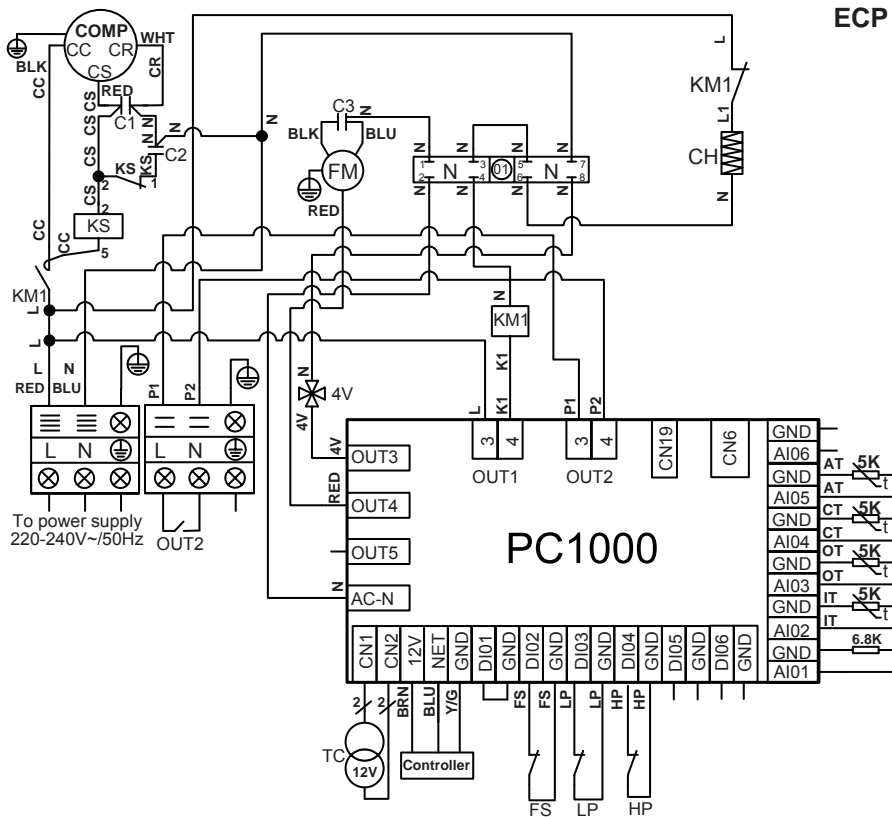 ECP
COMP
CC CR
CS
WHT
BLK
CC
CR
RED
CS CS
C1
N N
N
C2
N
CS
CS
KS
KS
2 1
CS
2
KS
5
CC
CC
KM1
L
L
L N
RED BLU
P1 P2
L N
L N
To power supply
220-240V~/50Hz
OUT2
C3
N
BLK BLU
FM
RED
N N N N
1 3 5 7
N 01 N
2 4 6 8
N N N N
L
KM1
L1
CH
N
N
KM1
K1
N
4V
4V
L K1 P1 P2
4V
RED
N
3 4
OUT1
3 4
OUT2
CN19
CN6
OUT3
OUT4
OUT5
AC-N
PC1000
GND
AI06
GND
AI05
GND
AI04
GND
AI03
GND
AI02
GND
AI01
AT 5K
t
AT
CT 5K
t
CT
OT 5K
t
OT
IT 5K
t
IT
6.8K
CN1 CN2 12V NET GND DI01 GND DI02 GND DI03 GND DI04 GND DI05 GND DI06 GND
2 2 BRN BLU Y/G FS FS LP LP HP HP
TC
12V
Controller
FS LP HP